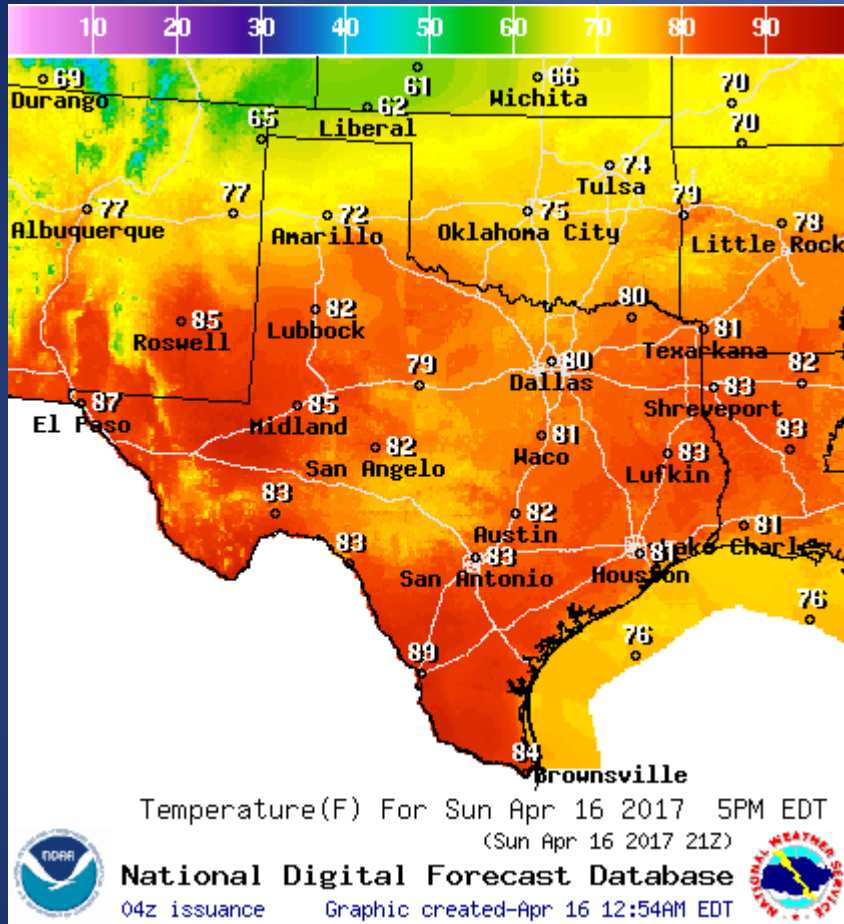 10 20 30 40 50 60 70 80 90
69
Durango
61
62
Liberal
66
Wichita
70
65
70
74
Tulsa
77
Albuquerque
77
72
Amarillo
75
Oklahoma City
79
78
Little Rock
85
Roswell
82
Lubbock
80
81
Texarkana
79
80
Dallas
82
83
Shreveport
87
El Paso
85
Midland
82
San Angelo
81
Waco
83
Lufkin
83
83
82
Austin
81
Lake Charles
83
83
San Antonio
81
Houston
76
76
89
84
Brownsville
Temperature(F) For Sun Apr 16 2017 5PM EDT
(Sun Apr 16 2017 21Z)
National Digital Forecast Database
04z issuance Graphic created-Apr 16 12:54AM EDT
NOAA
NATIONAL WEATHER SERVICE